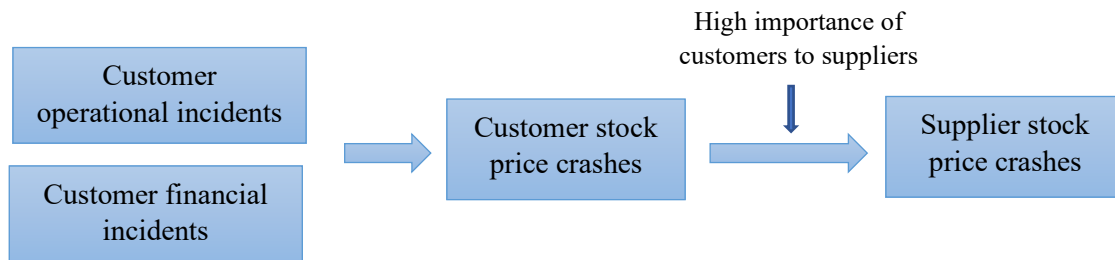 Customer
operational incidents
Customer financial
incidents
Customer stock
price crashes
High importance of
customers to suppliers
Supplier stock
price crashes